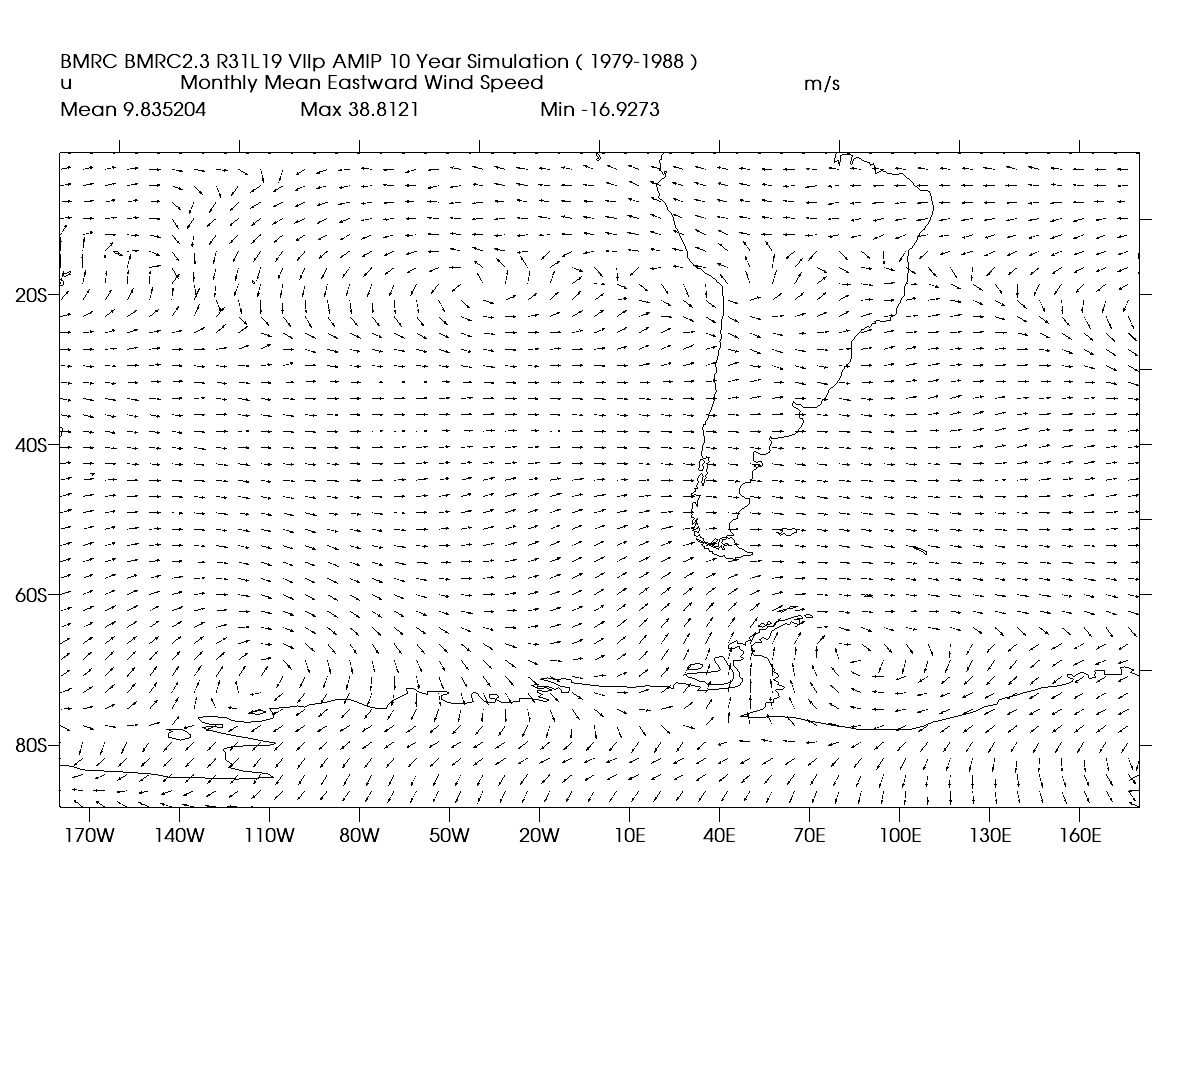 BMRC BMRC2.3 R31L19 VIIp AMIP 10 Year Simulation ( 1979-1988 )
u Monthly Mean Eastward Wind Speed m/s
Mean 9.835204 Max 38.8121 Min -16.9273
20S
40S
60S
80S
170W 140W 110W 80W 50W 20W 10E 40E 70E 100E 130E 160E